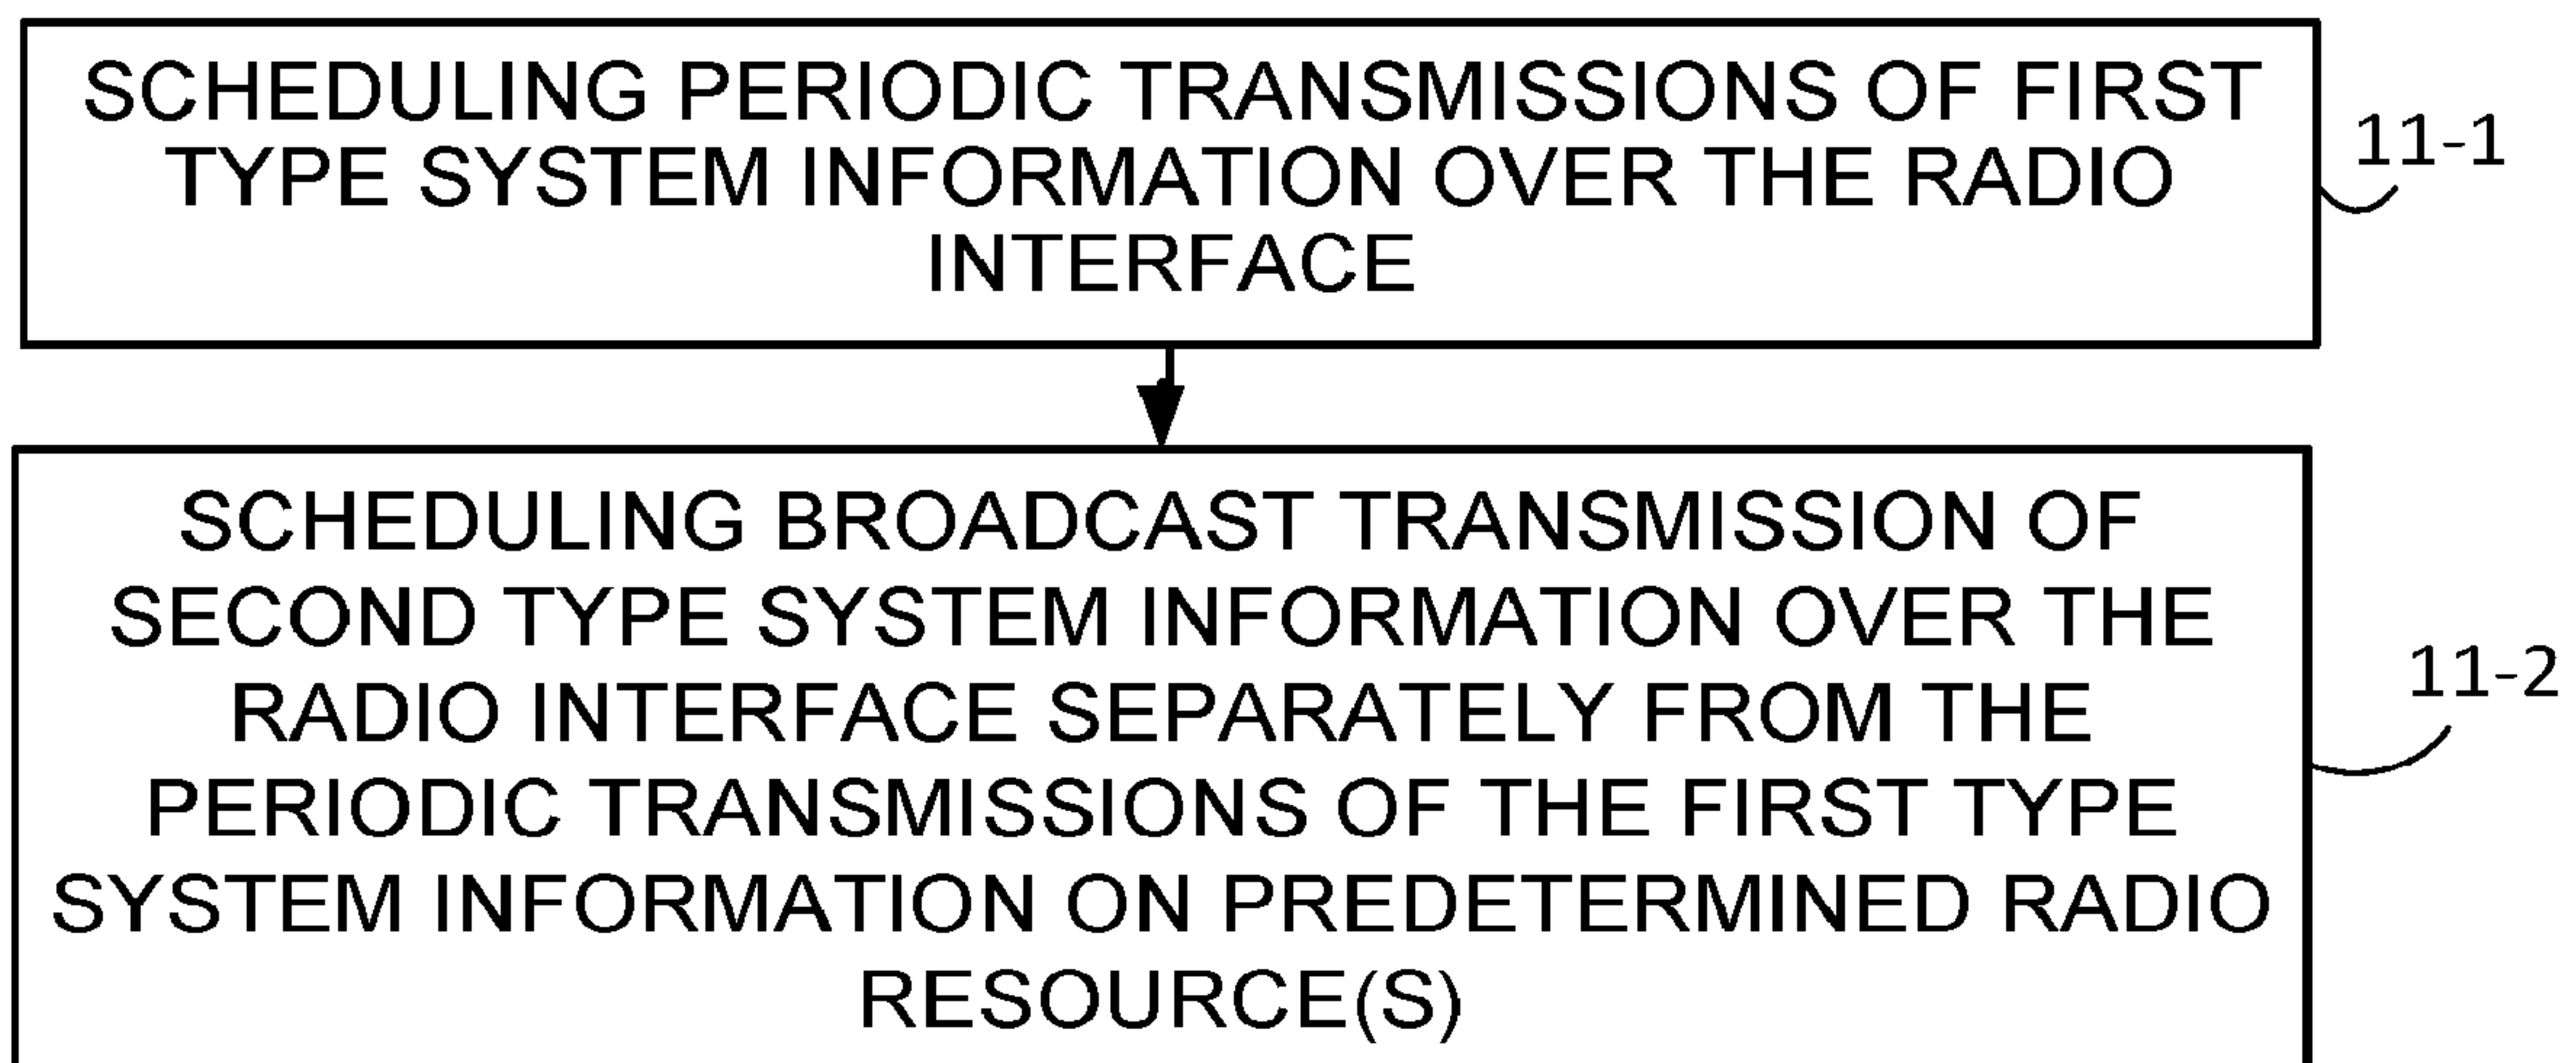 SCHEDULING PERIODIC TRANSMISSIONS OF FIRST
TYPE SYSTEM INFORMATION OVER THE RADIO
INTERFACE
11-1
SCHEDULING BROADCAST TRANSMISSION OF
SECOND TYPE SYSTEM INFORMATION OVER THE
RADIO INTERFACE SEPARATELY FROM THE
PERIODIC TRANSMISSIONS OF THE FIRST TYPE
SYSTEM INFORMATION ON PREDETERMINED RADIO
RESOURCE(S)
11-2